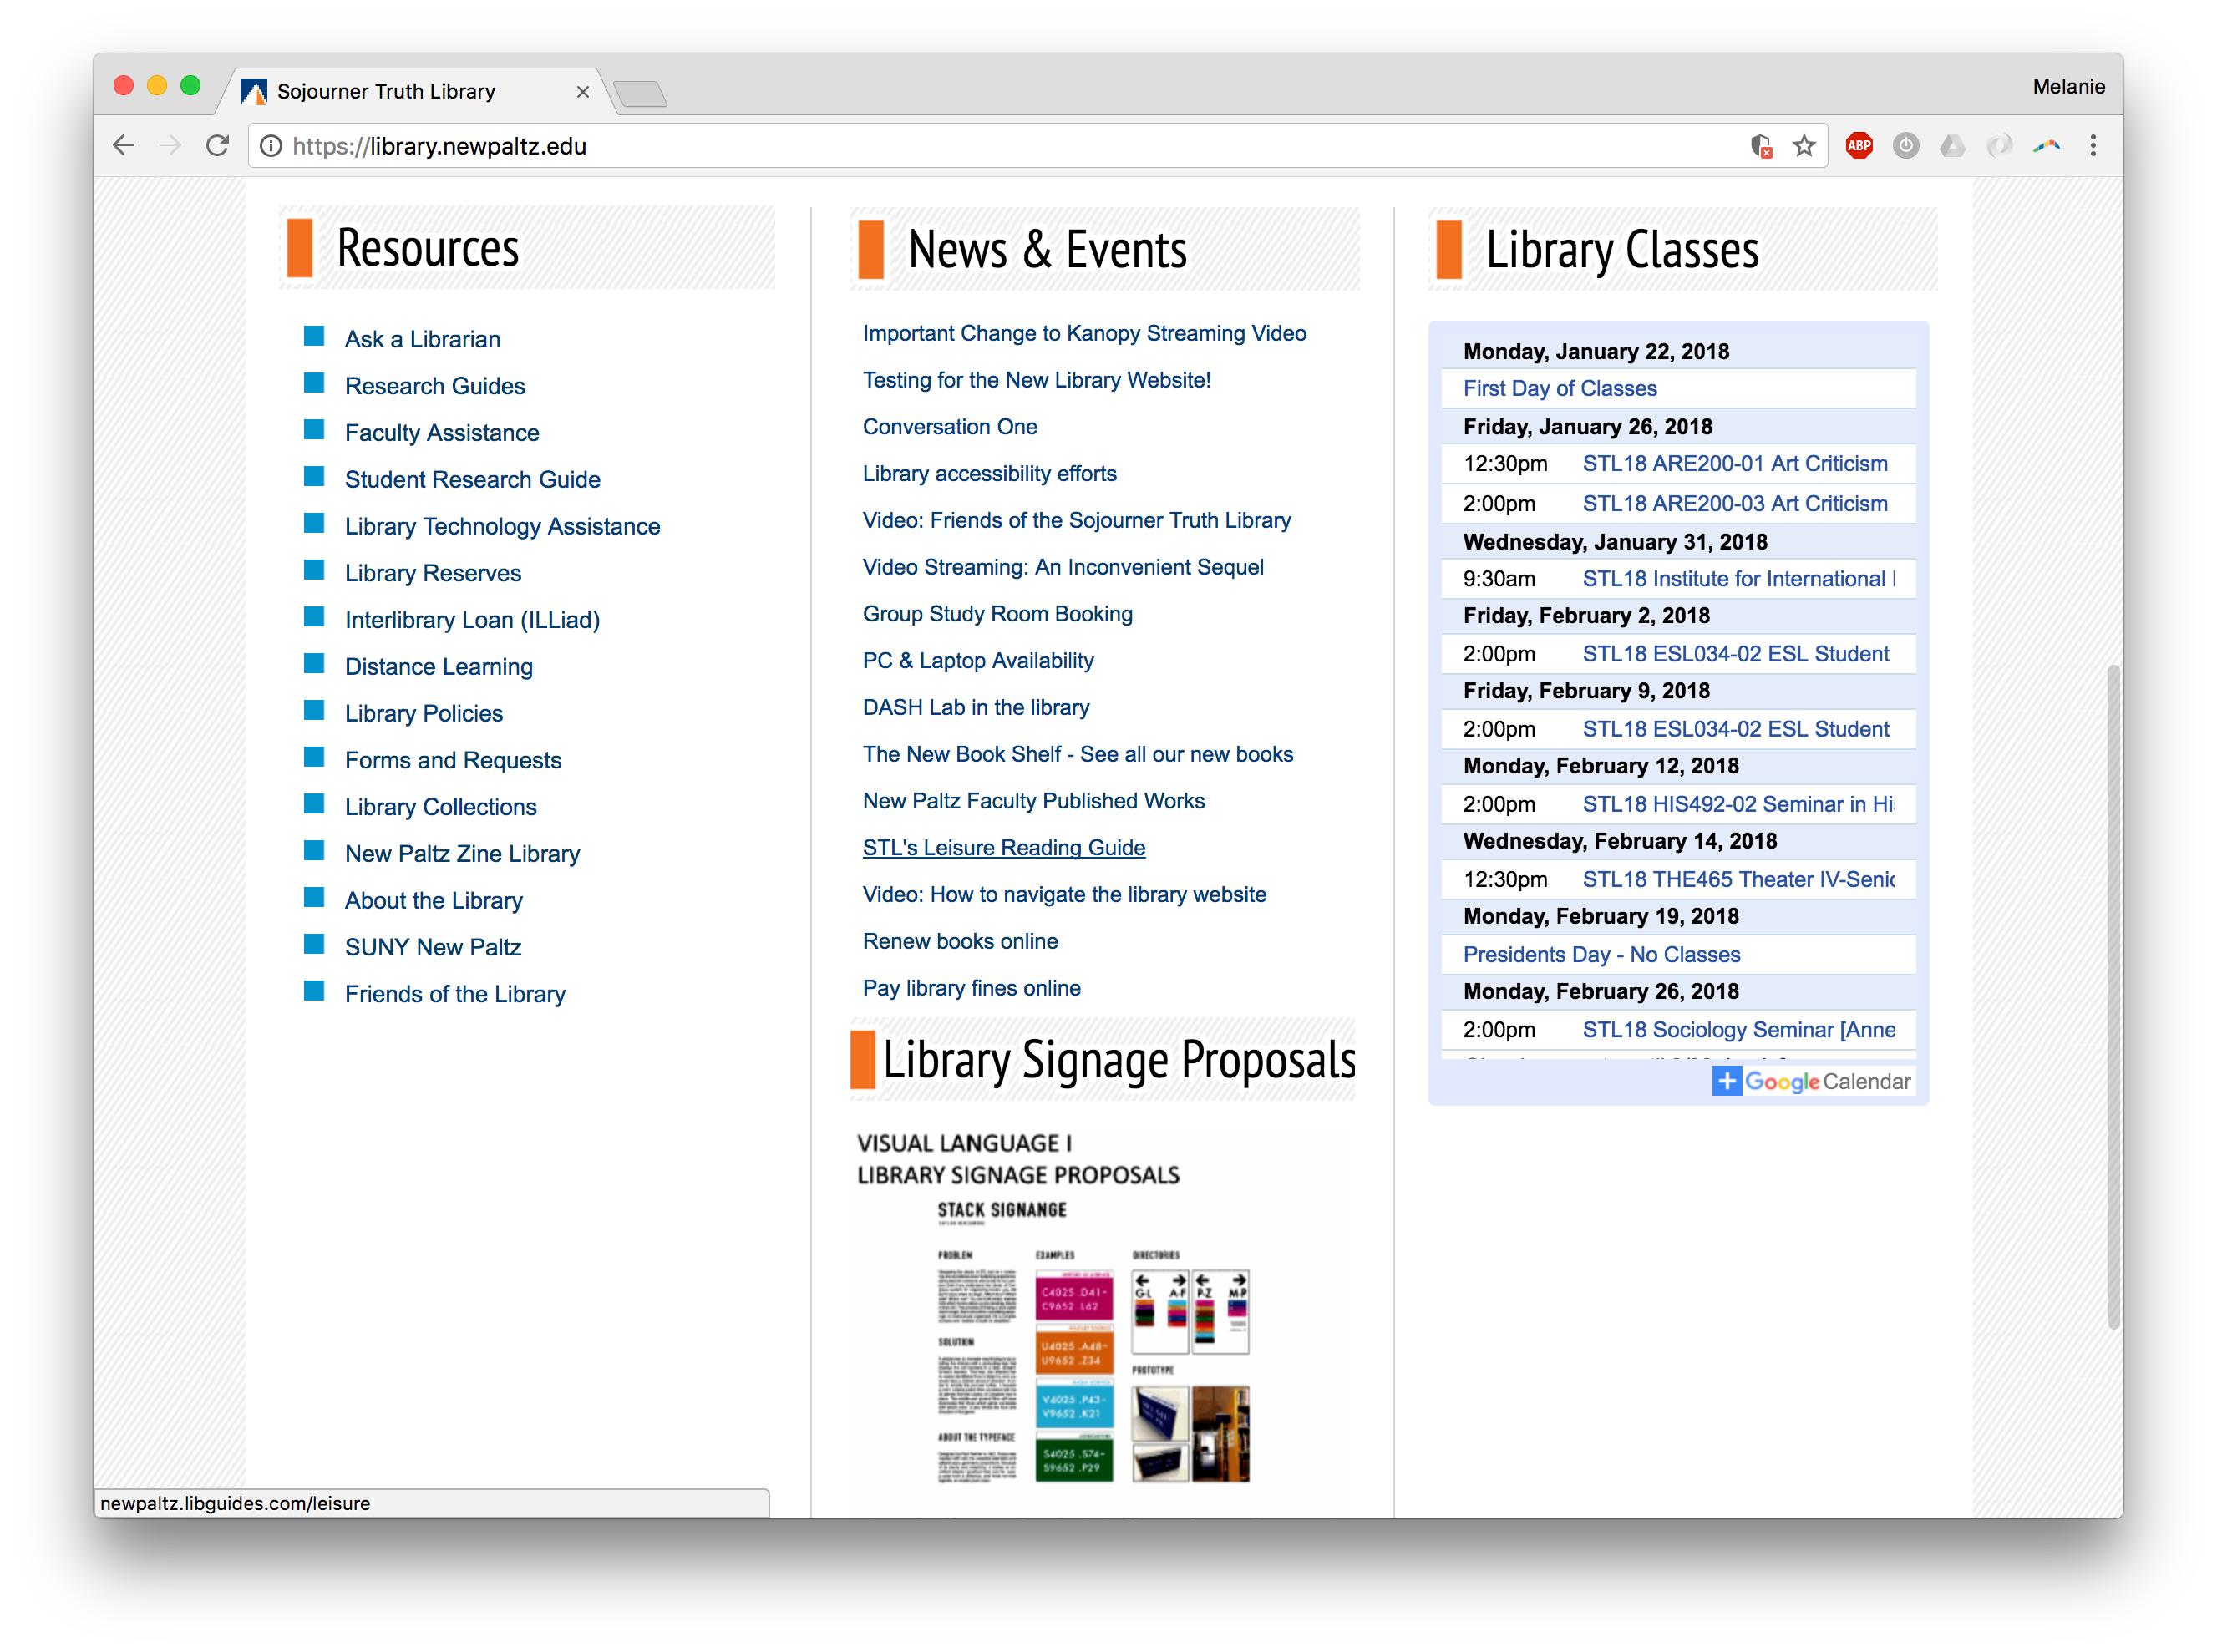 Sojourner Truth Library
Melanie
https://library.newpaltz.edu
ABP
Resources
Ask a Librarian
Research Guides
Faculty Assistance
Student Research Guide
Library Technology Assistance
Library Reserves
Interlibrary Loan (ILLiad)
Distance Learning
Library Policies
Forms and Requests
Library Collections
New Paltz Zine Library
About the Library
SUNY New Paltz
Friends of the Library
News & Events
Important Change to Kanopy Streaming Video
Testing for the New Library Website!
Conversation One
Library accessibility efforts
Video: Friends of the Sojourner Truth Library
Video Streaming: An Inconvenient Sequel
Group Study Room Booking
PC & Laptop Availability
DASH Lab in the library
The New Book Shelf - See all our new books
New Paltz Faculty Published Works
STL's Leisure Reading Guide
Video: How to navigate the library website
Renew books online
Pay library fines online
Library Signage Proposals
VISUAL LANGUAGE I
LIBRARY SIGNAGE PROPOSALS
STACK SIGNANGE
PROBLEM
SOLUTION
ABOUT THE TYPEFACE
EXAMPLES
C4025 .D41-
C9652 .L62
U4025 .A48-
U9652 .Z34
V4025 .P43-
V9652 .K21
S4025 .S74-
S9652 .P29
DIRECTORIES
G-L A-F P-Z M-P
PROTOTYPE
Library Classes
Monday, January 22, 2018
First Day of Classes
Friday, January 26, 2018
12:30pm STL18 ARE200-01 Art Criticism
2:00pm STL18 ARE200-03 Art Criticism
Wednesday, January 31, 2018
9:30am STL18 Institute for International
Friday, February 2, 2018
2:00pm STL18 ESL034-02 ESL Student
Friday, February 9, 2018
2:00pm STL18 ESL034-02 ESL Student
Monday, February 12, 2018
2:00pm STL18 HIS492-02 Seminar in Hi
Wednesday, February 14, 2018
12:30pm STL18 THE465 Theater IV-Senic
Monday, February 19, 2018
Presidents Day - No Classes
Monday, February 26, 2018
2:00pm STL18 Sociology Seminar [Anne
Google Calendar
newpaltz.libguides.com/leisure